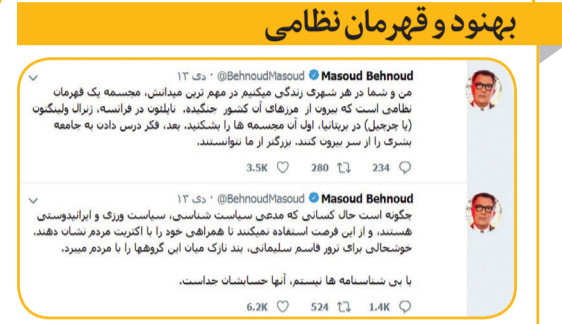 بهنود و قهرمان نظامی
Masoud Behnoud @BehnoudMasoud · ۱۳ دی
من و شما در هر شهری زندگی میکنیم در مهم ترین میدانش، مجسمه یک قهرمان
نظامی است که بیرون از مرزهای آن کشور جنگیده. ناپلئون در فرانسه، ژنرال ولینگتون
(یا چرچیل) در بریتانیا، اول آن مجسمه ها را بشکنید. بعد، فکر درس دادن به جامعه
بشری را از سر بیرون کنند. بزرگتر از ما نتوانستند.
234 280 3.5K
Masoud Behnoud @BehnoudMasoud · ۱۳ دی
چگونه است حال کسانی که مدعی سیاست شناسی، سیاست ورزی و ایراندوستی
هستند، و از این فرصت استفاده نمیکنند تا همراهی خود را با اکثریت مردم نشان دهند.
خوشحالی برای ترور قاسم سلیمانی، بند نازک میان این گروهها را با مردم میبرد.
با بی شناسنامه ها نیستم، آنها حسابشان جداست.
1.4K 524 6.2K